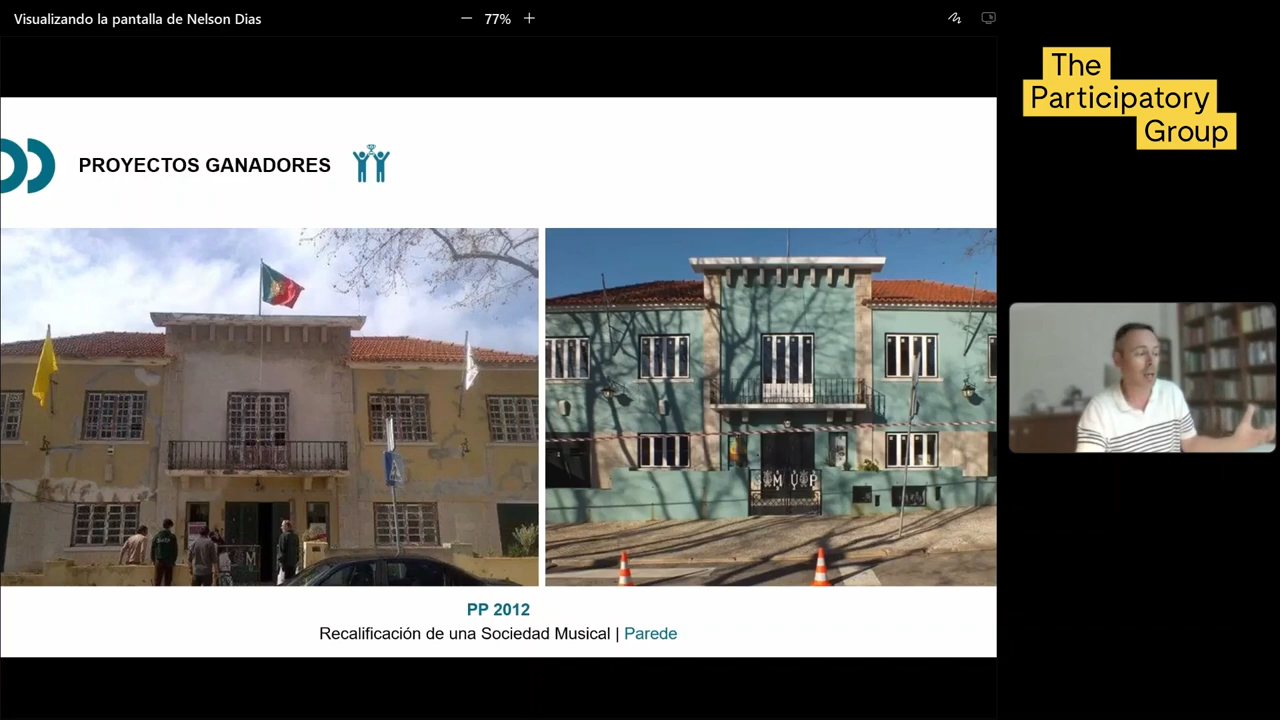 Visualizando la pantalla de Nelson Dias
77%
The
Participatory
Group
PROYECTOS GANADORES
PP 2012
Recalificación de una Sociedad Musical | Parede